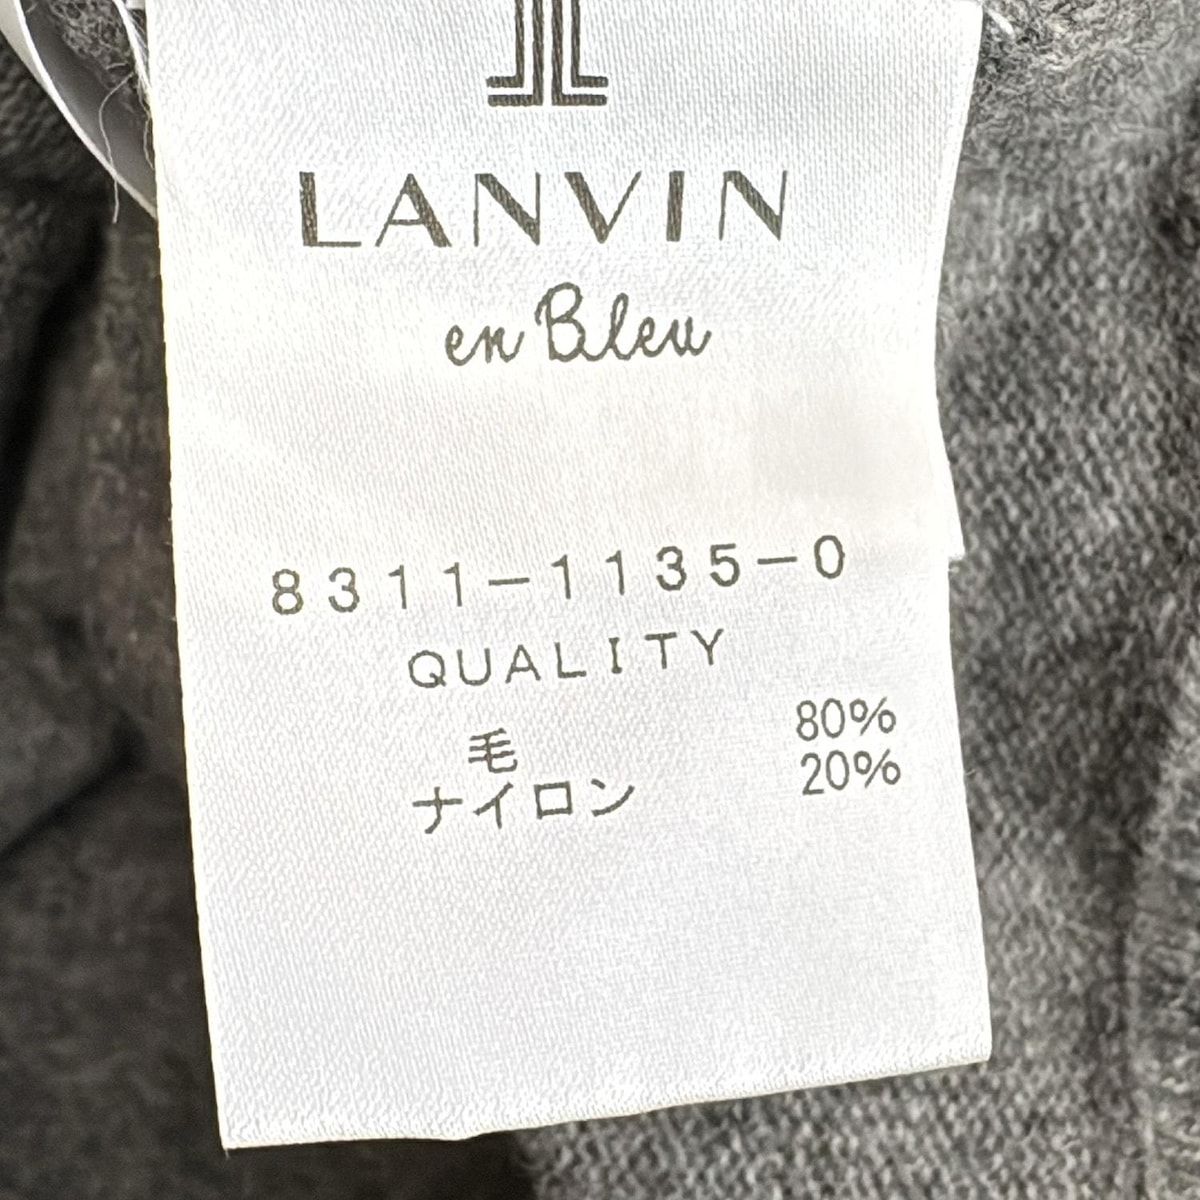 LANVIN
en Bleu
8311-1135-0
QUALITY
毛 80%
ナイロン 20%